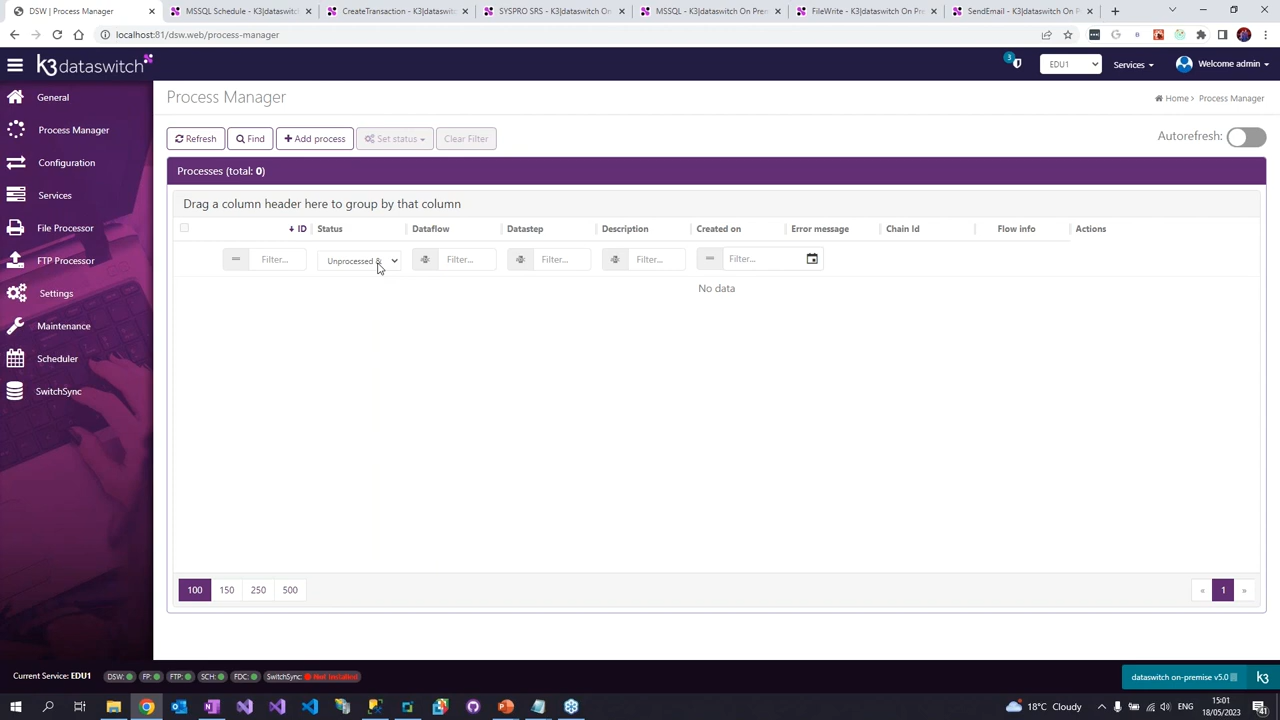 DSW | Process Manager
MSSQL Schedule - K3|dataswitch
CreateTransaction - K3|dataswitch
SYSPRO SRS - K3|dataswitch On
MSSQL - K3|dataswitch On Prem
FileWrite - K3|dataswitch On Pre
SendEmail - K3|dataswitch On P
localhost:81/dsw.web/process-manager
k3 dataswitch
3
EDU1
Services
Welcome admin
General
Process Manager
Configuration
Services
File Processor
FTP Processor
Settings
Maintenance
Scheduler
SwitchSync
Process Manager
Home > Process Manager
Refresh
Find
Add process
Set status
Clear Filter
Autorefresh:
Processes (total: 0)
Drag a column header here to group by that column
ID
Status
Dataflow
Datastep
Description
Created on
Error message
Chain Id
Flow info
Actions
Filter...
Unprocessed &
Filter...
Filter...
Filter...
Filter...
No data
100
150
250
500
«
1
»
Current Service: EDU1
DSW:
FP:
FTP:
SCH:
FDC:
SwitchSync: Not Installed
dataswitch on-premise v5.0
k3
18°C Cloudy
ENG
15:01
18/05/2023